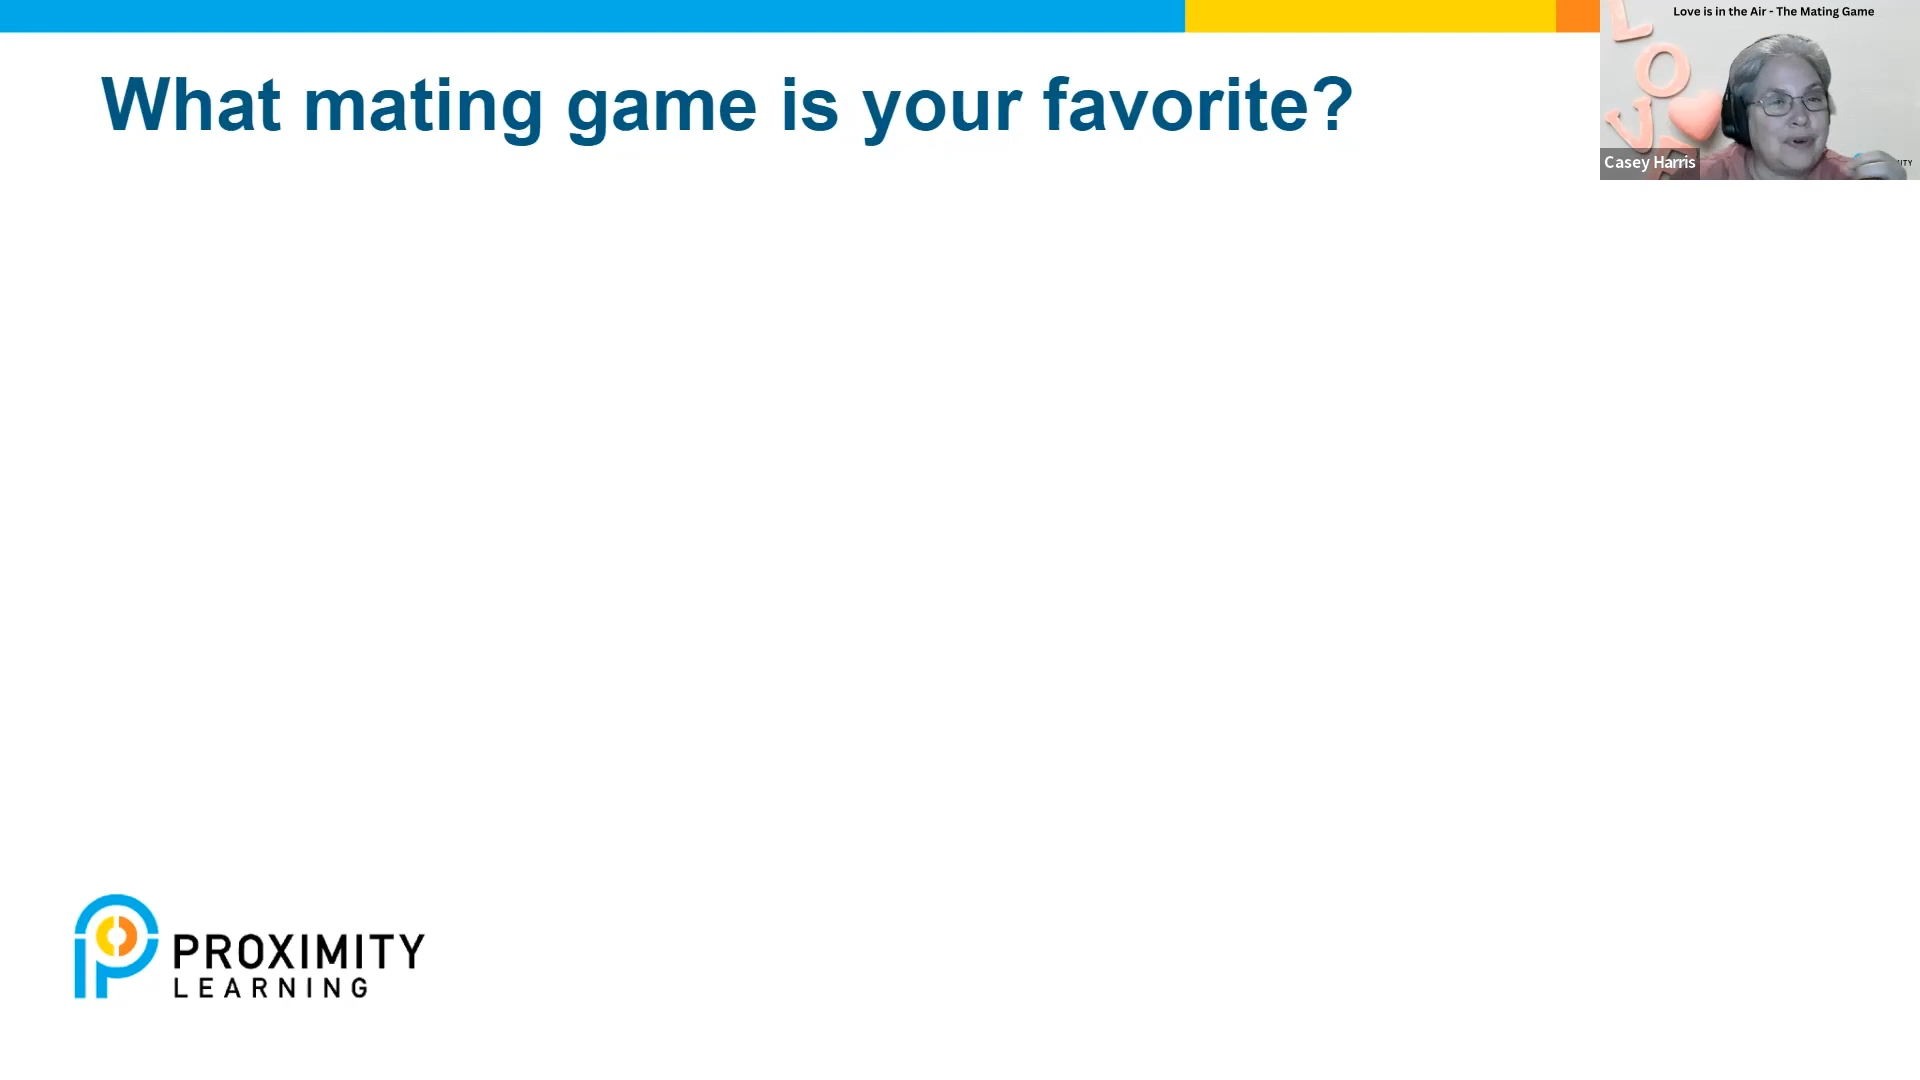 Love is in the Air - The Mating Game
What mating game is your favorite?
L
O
V
Casey Harris
PROXIMITY
LEARNING